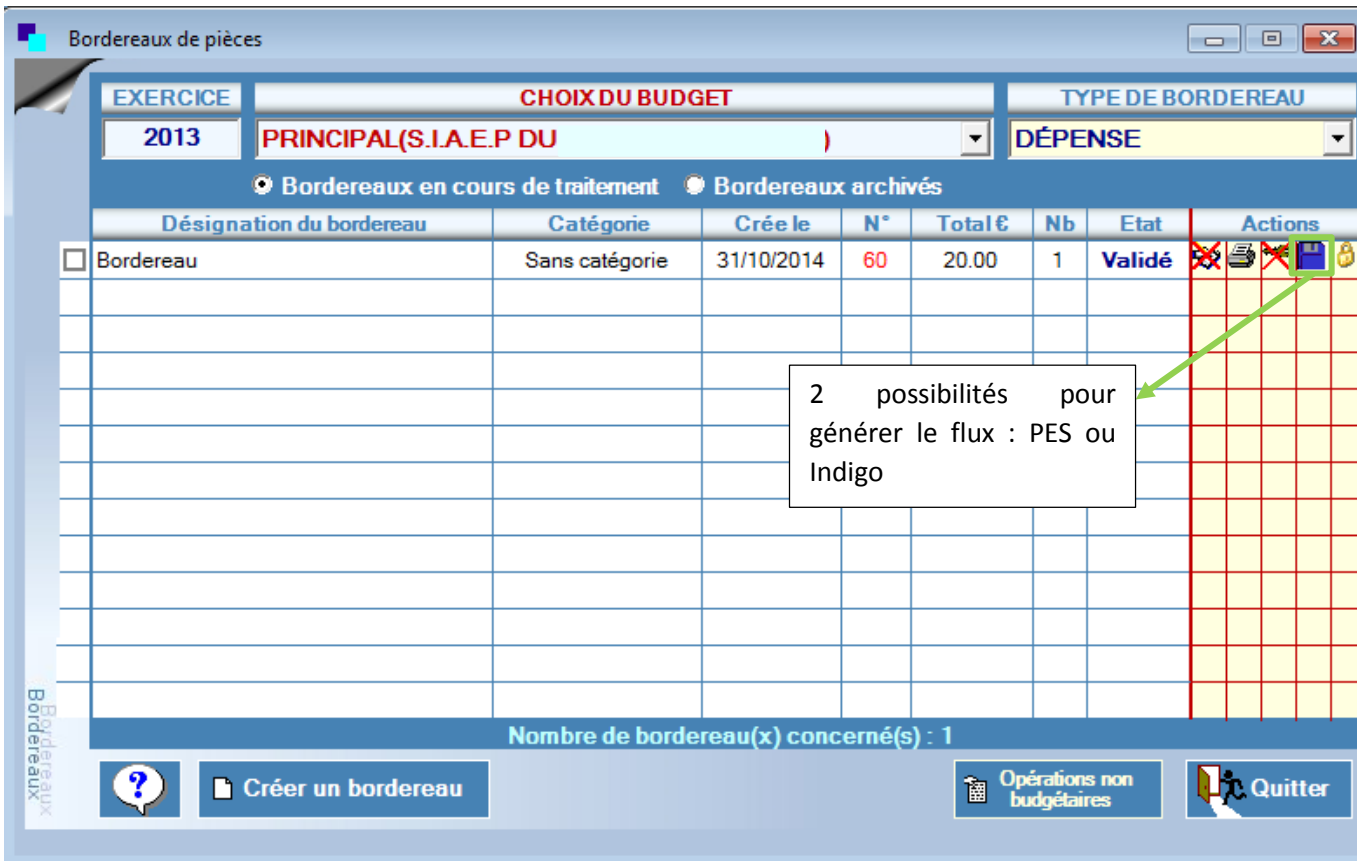 Bordereaux de pièces
EXERCICE CHOIX DU BUDGET TYPE DE BORDEREAU
2013 PRINCIPAL(S.I.A.E.P DU ) DÉPENSE
Bordereaux en cours de traitement Bordereaux archivés
Désignation du bordereau Catégorie Crée le N° Total € Nb Etat Actions
Bordereau Sans catégorie 31/10/2014 60 20.00 1 Validé
2 possibilités pour
générer le flux : PES ou
Indigo
Nombre de bordereau(x) concerné(s) : 1
Bordereaux
Bordereaux
? Créer un bordereau Opérations non
budgétaires
Quitter